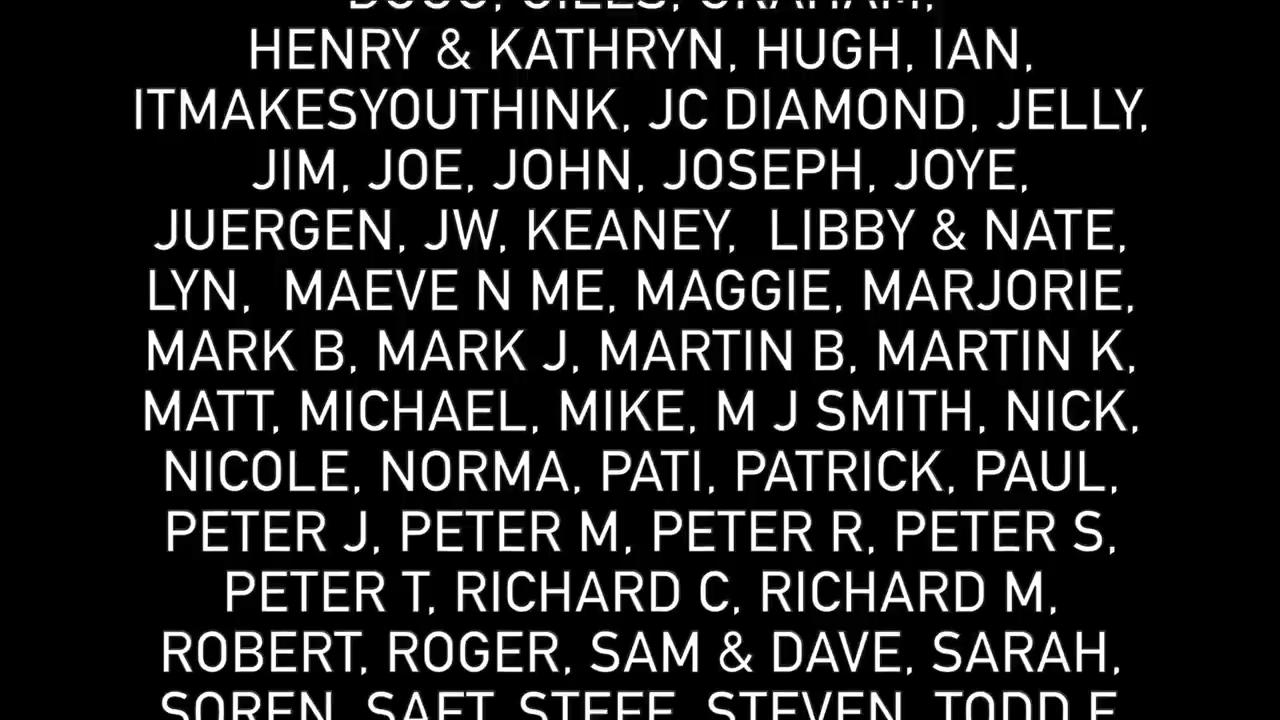 HENRY & KATHRYN, HUGH, IAN,
ITMAKESYOUTHINK, JC DIAMOND, JELLY,
JIM, JOE, JOHN, JOSEPH, JOYE,
JUERGEN, JW, KEANEY,  LIBBY & NATE,
LYN,  MAEVE N ME, MAGGIE, MARJORIE,
MARK B, MARK J, MARTIN B, MARTIN K,
MATT, MICHAEL, MIKE, M J SMITH, NICK,
NICOLE, NORMA, PATI, PATRICK, PAUL,
PETER J, PETER M, PETER R, PETER S,
PETER T, RICHARD C, RICHARD M,
ROBERT, ROGER, SAM & DAVE, SARAH,
SOREN, STEVEN, TODD